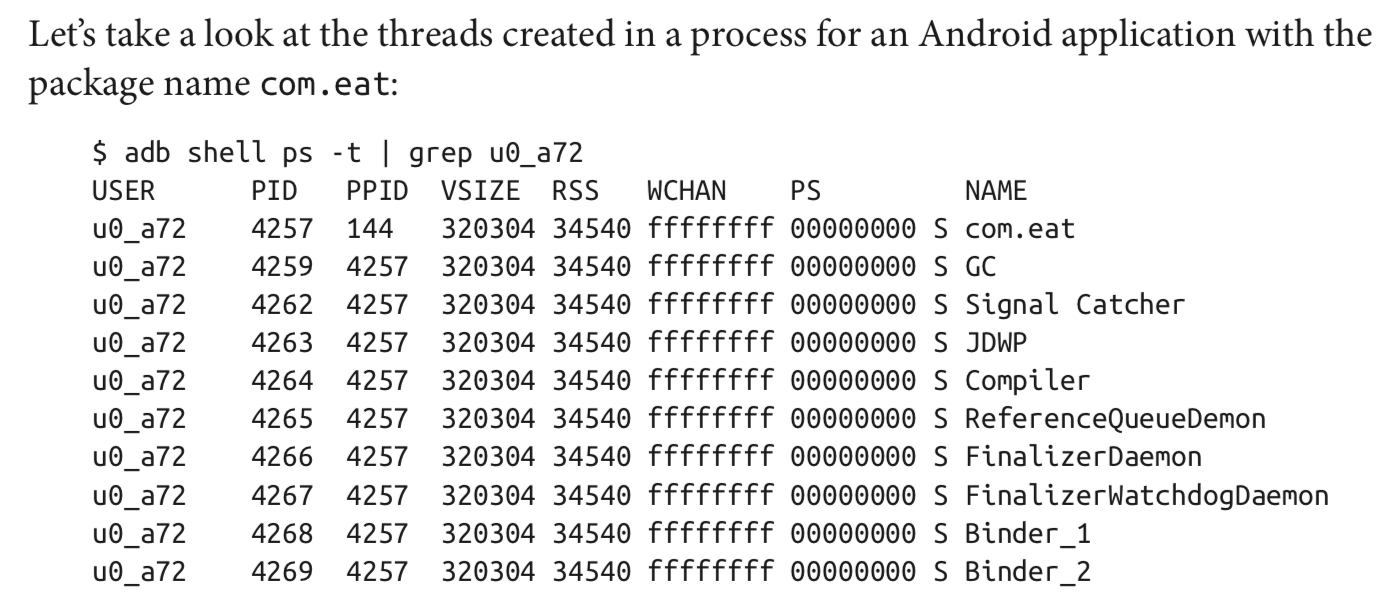 Let’s take a look at the threads created in a process for an Android application with the
package name com.eat:
$ adb shell ps -t | grep u0_a72
USER PID PPID VSIZE RSS WCHAN PS NAME
u0_a72 4257 144 320304 34540 ffffffff 00000000 S com.eat
u0_a72 4259 4257 320304 34540 ffffffff 00000000 S GC
u0_a72 4262 4257 320304 34540 ffffffff 00000000 S Signal Catcher
u0_a72 4263 4257 320304 34540 ffffffff 00000000 S JDWP
u0_a72 4264 4257 320304 34540 ffffffff 00000000 S Compiler
u0_a72 4265 4257 320304 34540 ffffffff 00000000 S ReferenceQueueDemon
u0_a72 4266 4257 320304 34540 ffffffff 00000000 S FinalizerDaemon
u0_a72 4267 4257 320304 34540 ffffffff 00000000 S FinalizerWatchdogDaemon
u0_a72 4268 4257 320304 34540 ffffffff 00000000 S Binder_1
u0_a72 4269 4257 320304 34540 ffffffff 00000000 S Binder_2